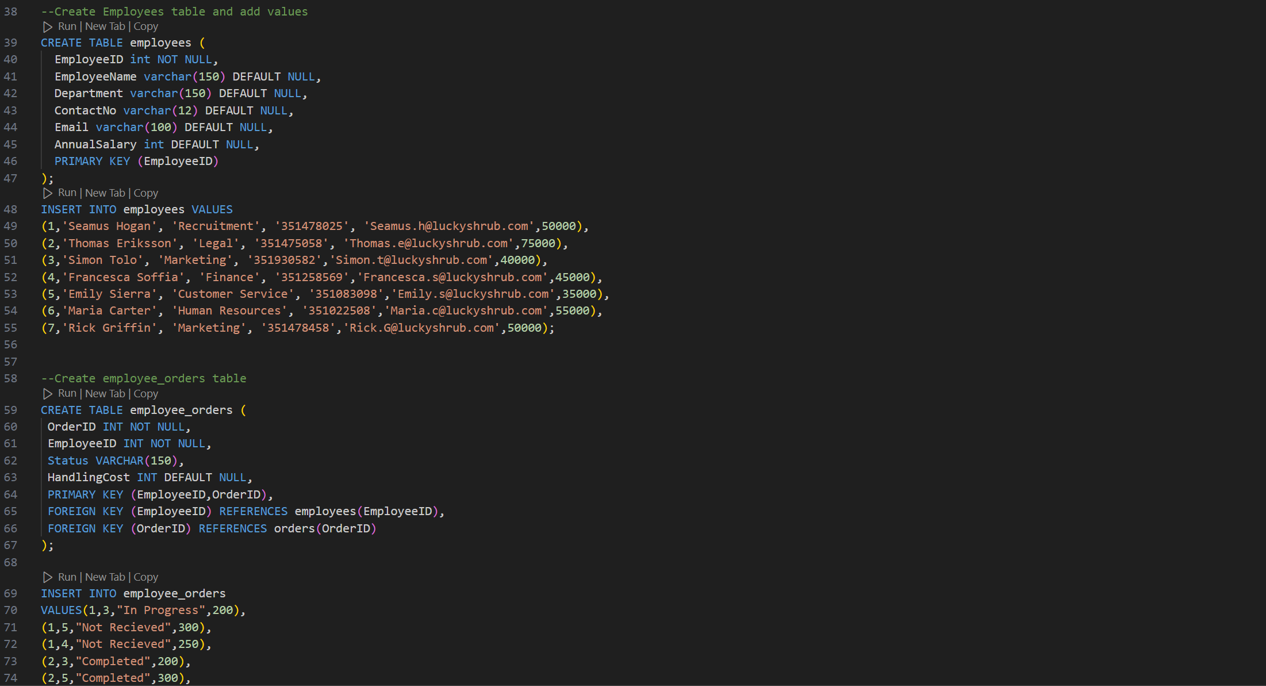 38 --Create Employees table and add values
Run | New Tab | Copy
39 CREATE TABLE employees (
40 EmployeeID int NOT NULL,
41 EmployeeName varchar(150) DEFAULT NULL,
42 Department varchar(150) DEFAULT NULL,
43 ContactNo varchar(12) DEFAULT NULL,
44 Email varchar(100) DEFAULT NULL,
45 AnnualSalary int DEFAULT NULL,
46 PRIMARY KEY (EmployeeID)
47 );
Run | New Tab | Copy
48 INSERT INTO employees VALUES
49 (1,'Seamus Hogan', 'Recruitment', '351478025', 'Seamus.h@luckyshrub.com',50000),
50 (2,'Thomas Eriksson', 'Legal', '351475058', 'Thomas.e@luckyshrub.com',75000),
51 (3,'Simon Tolo', 'Marketing', '351930582','Simon.t@luckyshrub.com',40000),
52 (4,'Francesca Soffia', 'Finance', '351258569','Francesca.s@luckyshrub.com',45000),
53 (5,'Emily Sierra', 'Customer Service', '351083098','Emily.s@luckyshrub.com',35000),
54 (6,'Maria Carter', 'Human Resources', '351022508','Maria.c@luckyshrub.com',55000),
55 (7,'Rick Griffin', 'Marketing', '351478458','Rick.G@luckyshrub.com',50000);
56
57
58 --Create employee_orders table
Run | New Tab | Copy
59 CREATE TABLE employee_orders (
60 OrderID INT NOT NULL,
61 EmployeeID INT NOT NULL,
62 Status VARCHAR(150),
63 HandlingCost INT DEFAULT NULL,
64 PRIMARY KEY (EmployeeID,OrderID),
65 FOREIGN KEY (EmployeeID) REFERENCES employees(EmployeeID),
66 FOREIGN KEY (OrderID) REFERENCES orders(OrderID)
67 );
68
Run | New Tab | Copy
69 INSERT INTO employee_orders
70 VALUES(1,3,"In Progress",200),
71 (1,5,"Not Recieved",300),
72 (1,4,"Not Recieved",250),
73 (2,3,"Completed",200),
74 (2,5,"Completed",300),